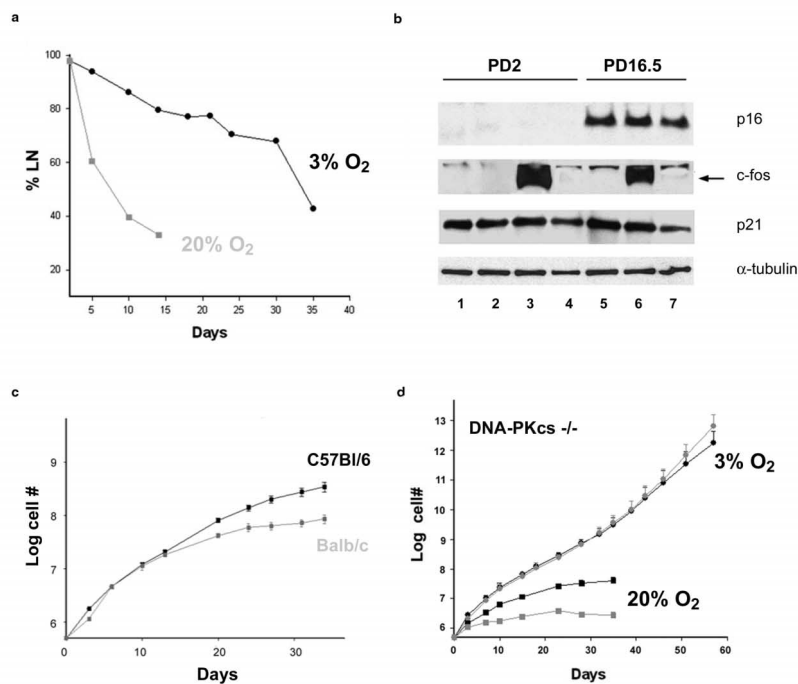 a
100
80
60
40
20
% LN
3% O2
20% O2
5 10 15 20 25 30 35 40
Days
b
PD2 PD16.5
p16
c-fos
p21
α-tubulin
1 2 3 4 5 6 7
c
9
8
7
6
Log cell #
C57Bl/6
Balb/c
0 10 20 30
Days
d
13
12
11
10
9
8
7
6
Log cell#
DNA-PKcs -/-
3% O2
20% O2
0 10 20 30 40 50 60
Days